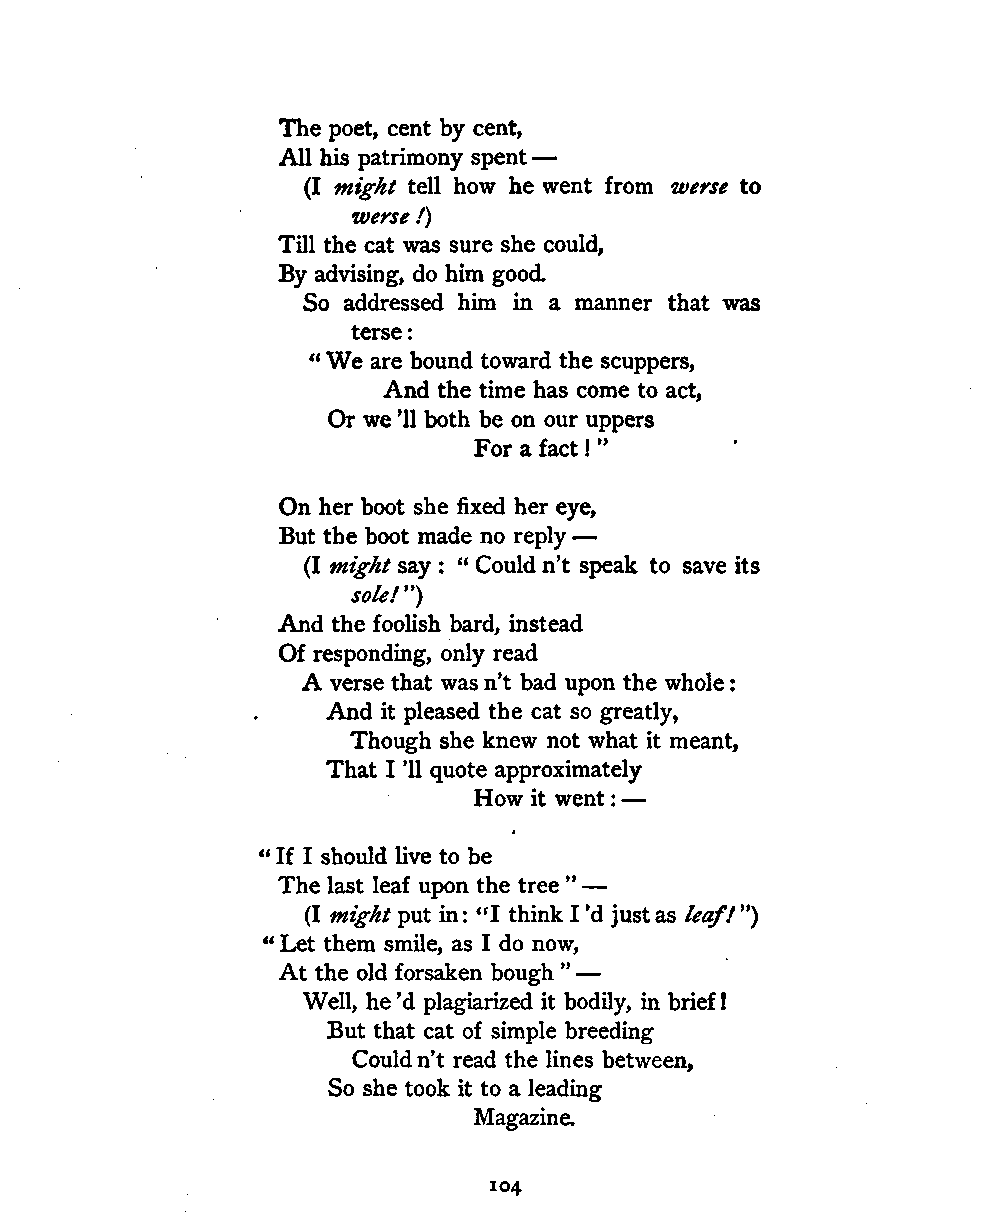 The poet, cent by cent,
All his patrimony spent —
(I might tell how he went from werse to
werse !)
Till the cat was sure she could,
By advising, do him good.
So addressed him in a manner that was
terse :
“ We are bound toward the scuppers,
And the time has come to act,
Or we ’ll both be on our uppers
For a fact ! ”
On her boot she fixed her eye,
But the boot made no reply —
(I might say : “ Could n’t speak to save its
sole! ”)
And the foolish bard, instead
Of responding, only read
A verse that was n’t bad upon the whole :
And it pleased the cat so greatly,
Though she knew not what it meant,
That I ’ll quote approximately
How it went : —
“ If I should live to be
The last leaf upon the tree ” —
(I might put in : “I think I ’d just as leaf! ”)
“ Let them smile, as I do now,
At the old forsaken bough ” —
Well, he ’d plagiarized it bodily, in brief !
But that cat of simple breeding
Could n’t read the lines between,
So she took it to a leading
Magazine.
104